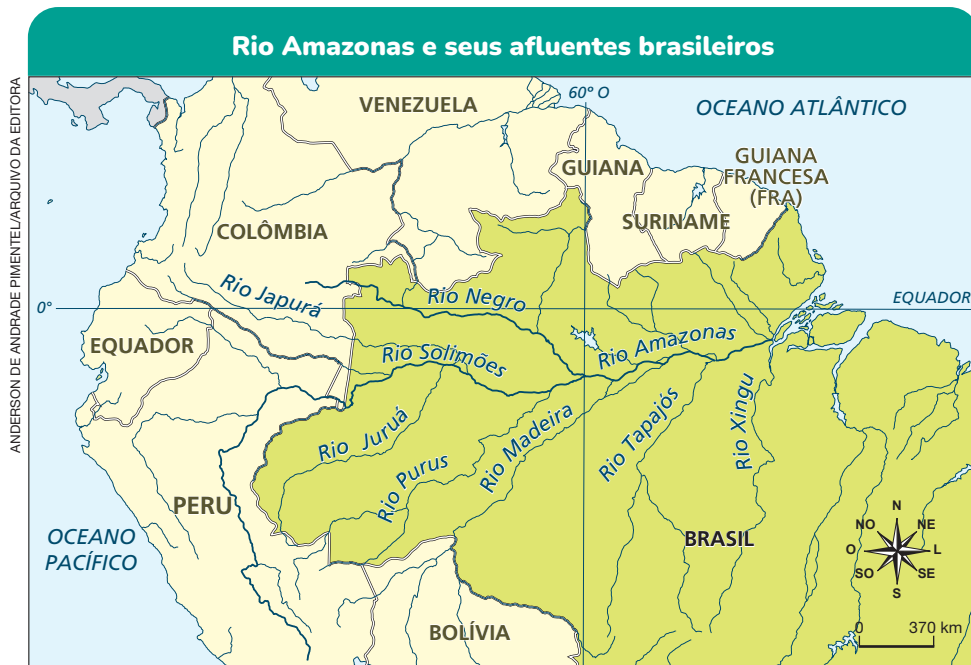 Rio Amazonas e seus afluentes brasileiros
ANDERSON DE ANDRADE PIMENTEL/ARQUIVO DA EDITORA
VENEZUELA
60º O
OCEANO ATLÂNTICO
GUIANA
GUIANA
FRANCESA
(FRA)
SURINAME
COLÔMBIA
Rio Japurá
Rio Negro
0°
EQUADOR
EQUADOR
Rio Solimões
Rio Amazonas
Rio Juruá
Rio Purus
Rio Madeira
Rio Tapajós
Rio Xingu
PERU
OCEANO
PACÍFICO
BRASIL
BOLÍVIA
N
NO
NE
O
L
SO
SE
S
0
370 km